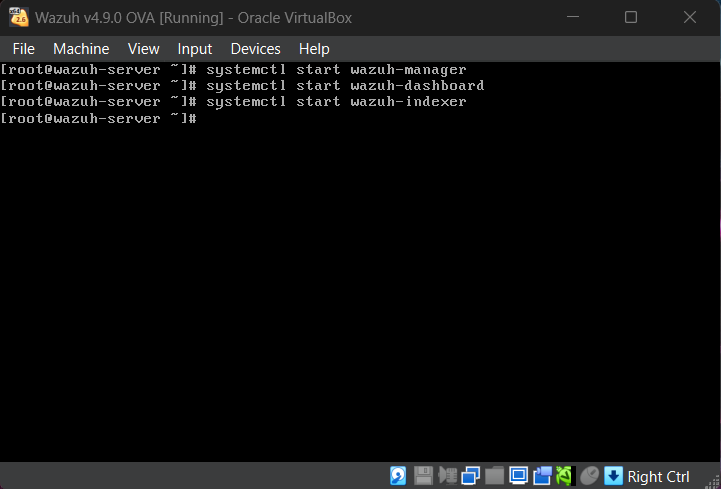 Wazuh v4.9.0 OVA [Running] - Oracle VirtualBox
File Machine View Input Devices Help
[root@wazuh-server ~]# systemctl start wazuh-manager
[root@wazuh-server ~]# systemctl start wazuh-dashboard
[root@wazuh-server ~]# systemctl start wazuh-indexer
[root@wazuh-server ~]#
Right Ctrl